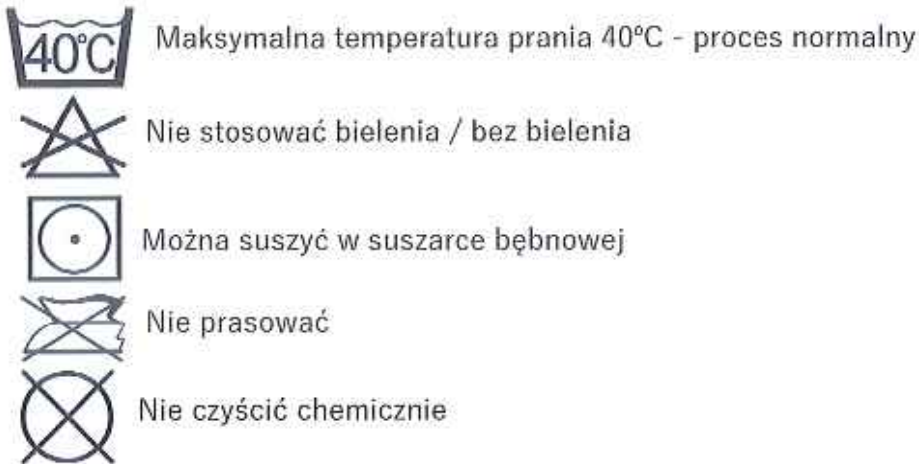 40°C Maksymalna temperatura prania 40ºC - proces normalny
Nie stosować bielenia / bez bielenia
Można suszyć w suszarce bębnowej
Nie prasować
Nie czyścić chemicznie